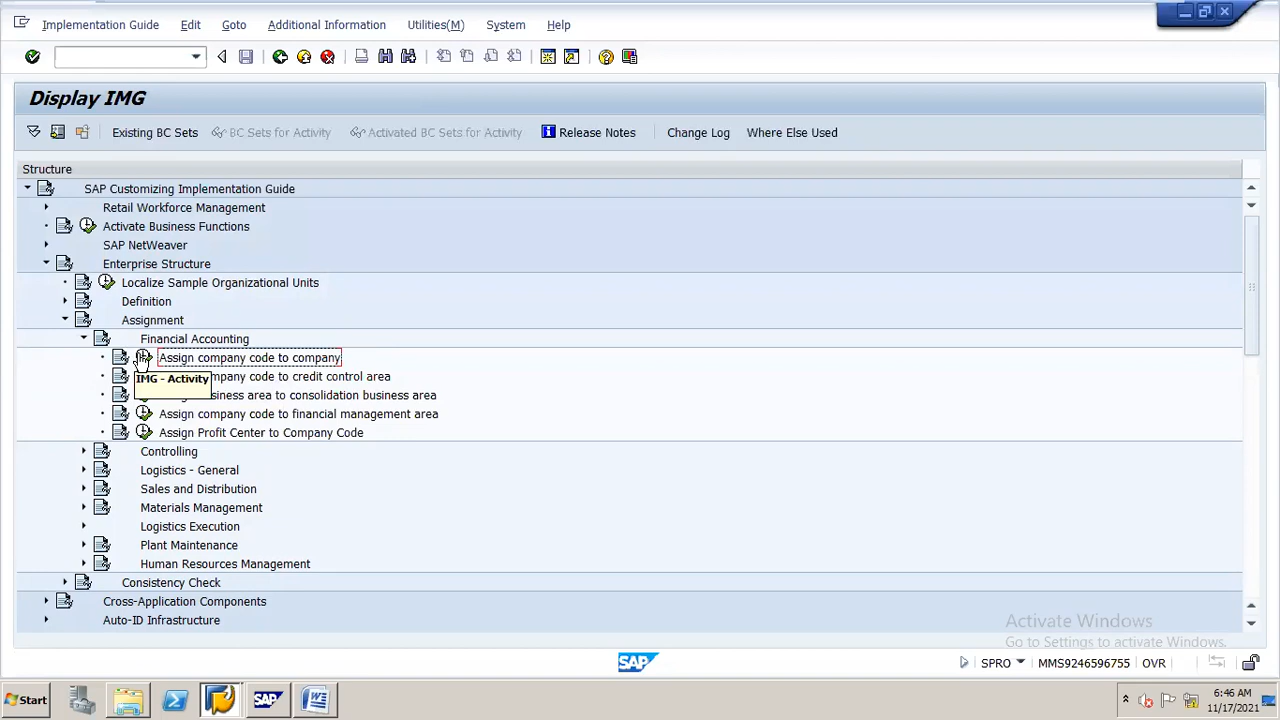 Implementation Guide Edit Goto Additional Information Utilities(M) System Help
Display IMG
Existing BC Sets BC Sets for Activity Activated BC Sets for Activity Release Notes Change Log Where Else Used
Structure
SAP Customizing Implementation Guide
Retail Workforce Management
Activate Business Functions
SAP NetWeaver
Enterprise Structure
Localize Sample Organizational Units
Definition
Assignment
Financial Accounting
Assign company code to company
IMG - Activity
company code to credit control area
business area to consolidation business area
Assign company code to financial management area
Assign Profit Center to Company Code
Controlling
Logistics - General
Sales and Distribution
Materials Management
Logistics Execution
Plant Maintenance
Human Resources Management
Consistency Check
Cross-Application Components
Auto-ID Infrastructure
Activate Windows
Go to Settings to activate Windows.
SAP SPRO MMS9246596755 OVR
Start SAP 6:46 AM
11/17/2021